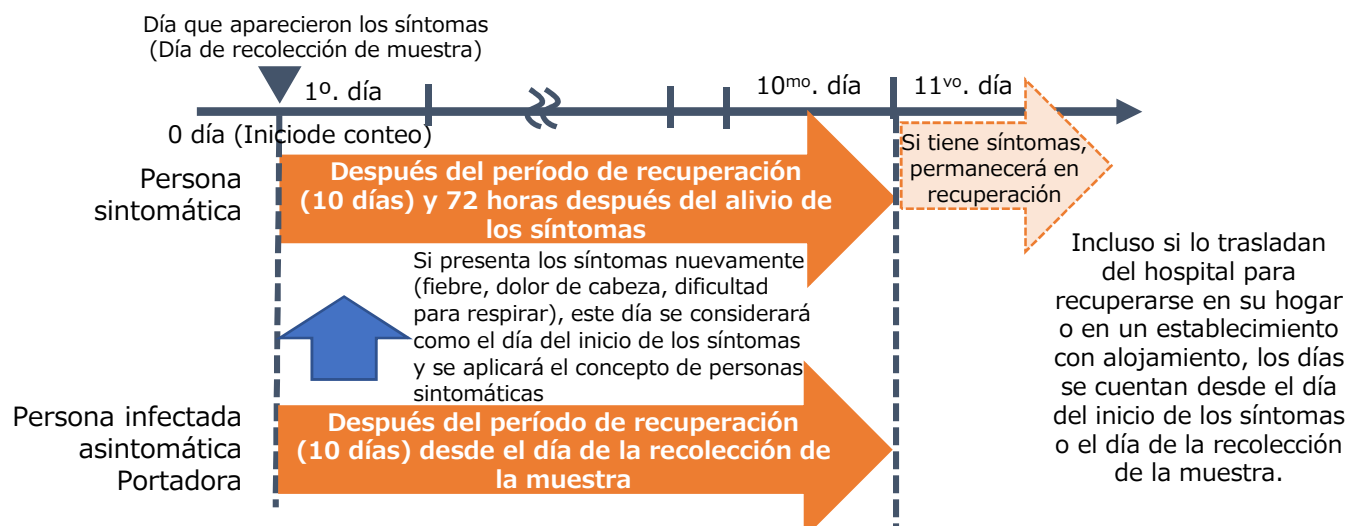 Día que aparecieron los síntomas
(Día de recolección de muestra)
1º. día
10mo. día
11vo. día
0 día (Iniciode conteo)
Persona
sintomática
Después del período de recuperación
(10 días) y 72 horas después del alivio de
los síntomas
Si tiene síntomas,
permanecerá en
recuperación
Si presenta los síntomas nuevamente
(fiebre, dolor de cabeza, dificultad
para respirar), este día se considerará
como el día del inicio de los síntomas
y se aplicará el concepto de personas
sintomáticas
Persona infectada
asintomática
Portadora
Después del período de recuperación
(10 días) desde el día de la recolección de
la muestra
Incluso si lo trasladan
del hospital para
recuperarse en su hogar
o en un establecimiento
con alojamiento, los días
se cuentan desde el día
del inicio de los síntomas
o el día de la recolección
de la muestra.